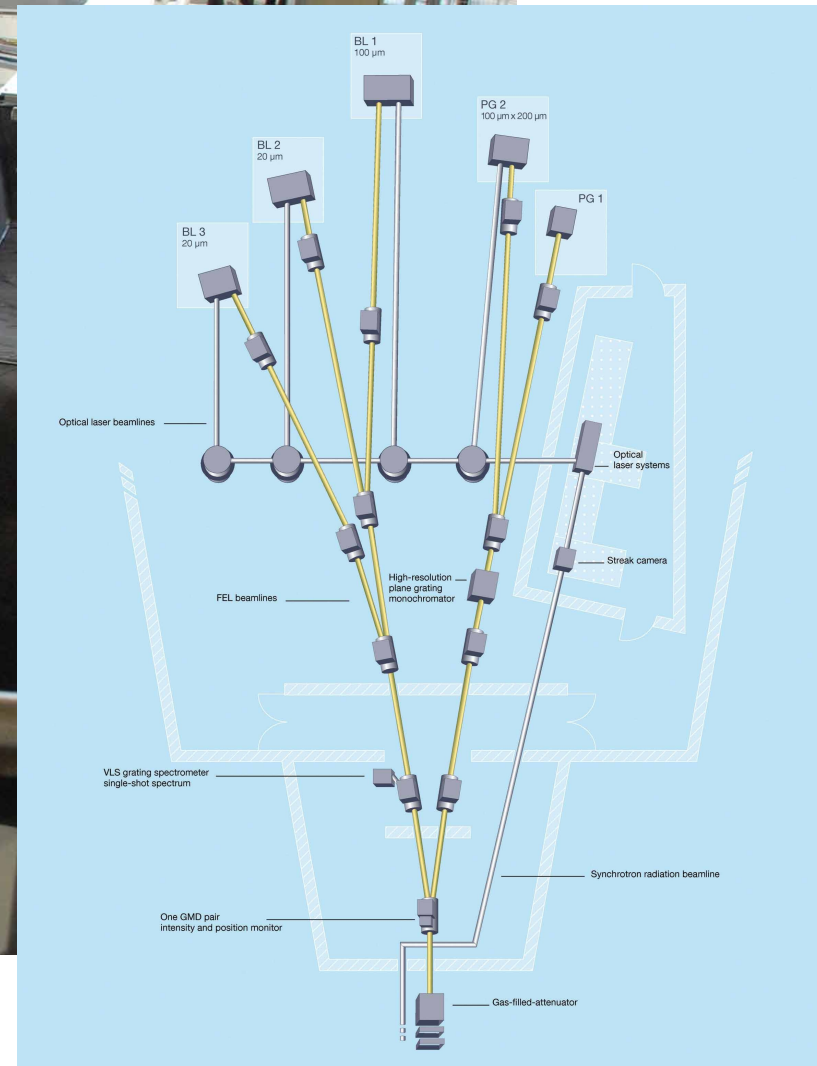 BL 1
100 µm
PG 2
100 µm x 200 µm
BL 2
20 µm
PG 1
BL 3
20 µm
Optical laser beamlines
Optical
laser systems
Streak camera
High-resolution
plane grating
monochromator
FEL beamlines
VLS grating spectrometer
single-shot spectrum
Synchrotron radiation beamline
One GMD pair
intensity and position monitor
Gas-filled-attenuator